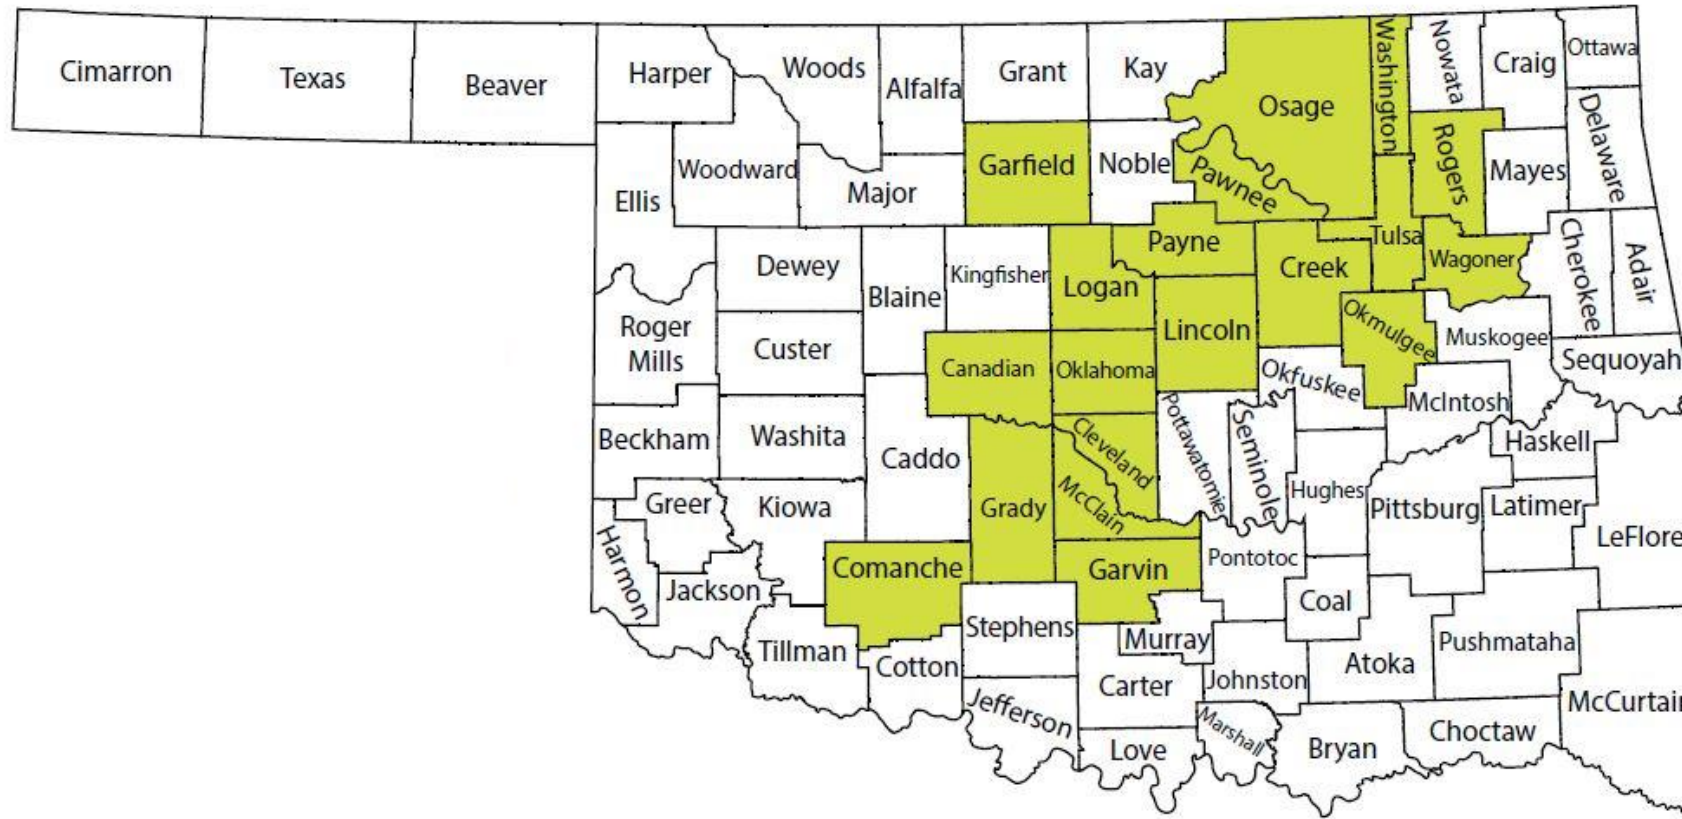 Cimarron
Texas
Beaver
Harper
Woods
Alfalfa
Grant
Kay
Osage
Washington
Nowata
Craig
Ottawa
Delaware
Ellis
Woodward
Major
Garfield
Noble
Pawnee
Rogers
Mayes
Dewey
Blaine
Kingfisher
Logan
Payne
Creek
Tulsa
Wagoner
Cherokee
Adair
Roger
Mills
Custer
Canadian
Oklahoma
Lincoln
Okmulgee
Okfuskee
Muskogee
Sequoyah
McIntosh
Beckham
Washita
Caddo
Grady
Cleveland
McClain
Pottawatomie
Seminole
Hughes
Haskell
Pittsburg
Latimer
LeFlore
Greer
Kiowa
Harmon
Jackson
Comanche
Garvin
Pontotoc
Coal
Stephens
Murray
Tillman
Cotton
Carter
Johnston
Atoka
Pushmataha
McCurtain
Jefferson
Love
Marshall
Bryan
Choctaw